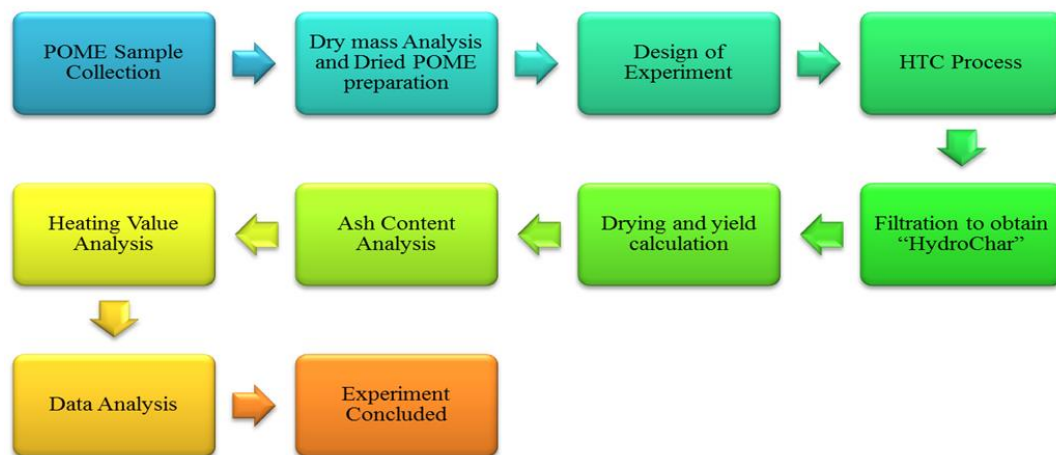 POME Sample
Collection
Dry mass Analysis
and Dried POME
preparation
Design of
Experiment
HTC Process
Filtration to obtain
“HydroChar”
Drying and yield
calculation
Ash Content
Analysis
Heating Value
Analysis
Data Analysis
Experiment
Concluded